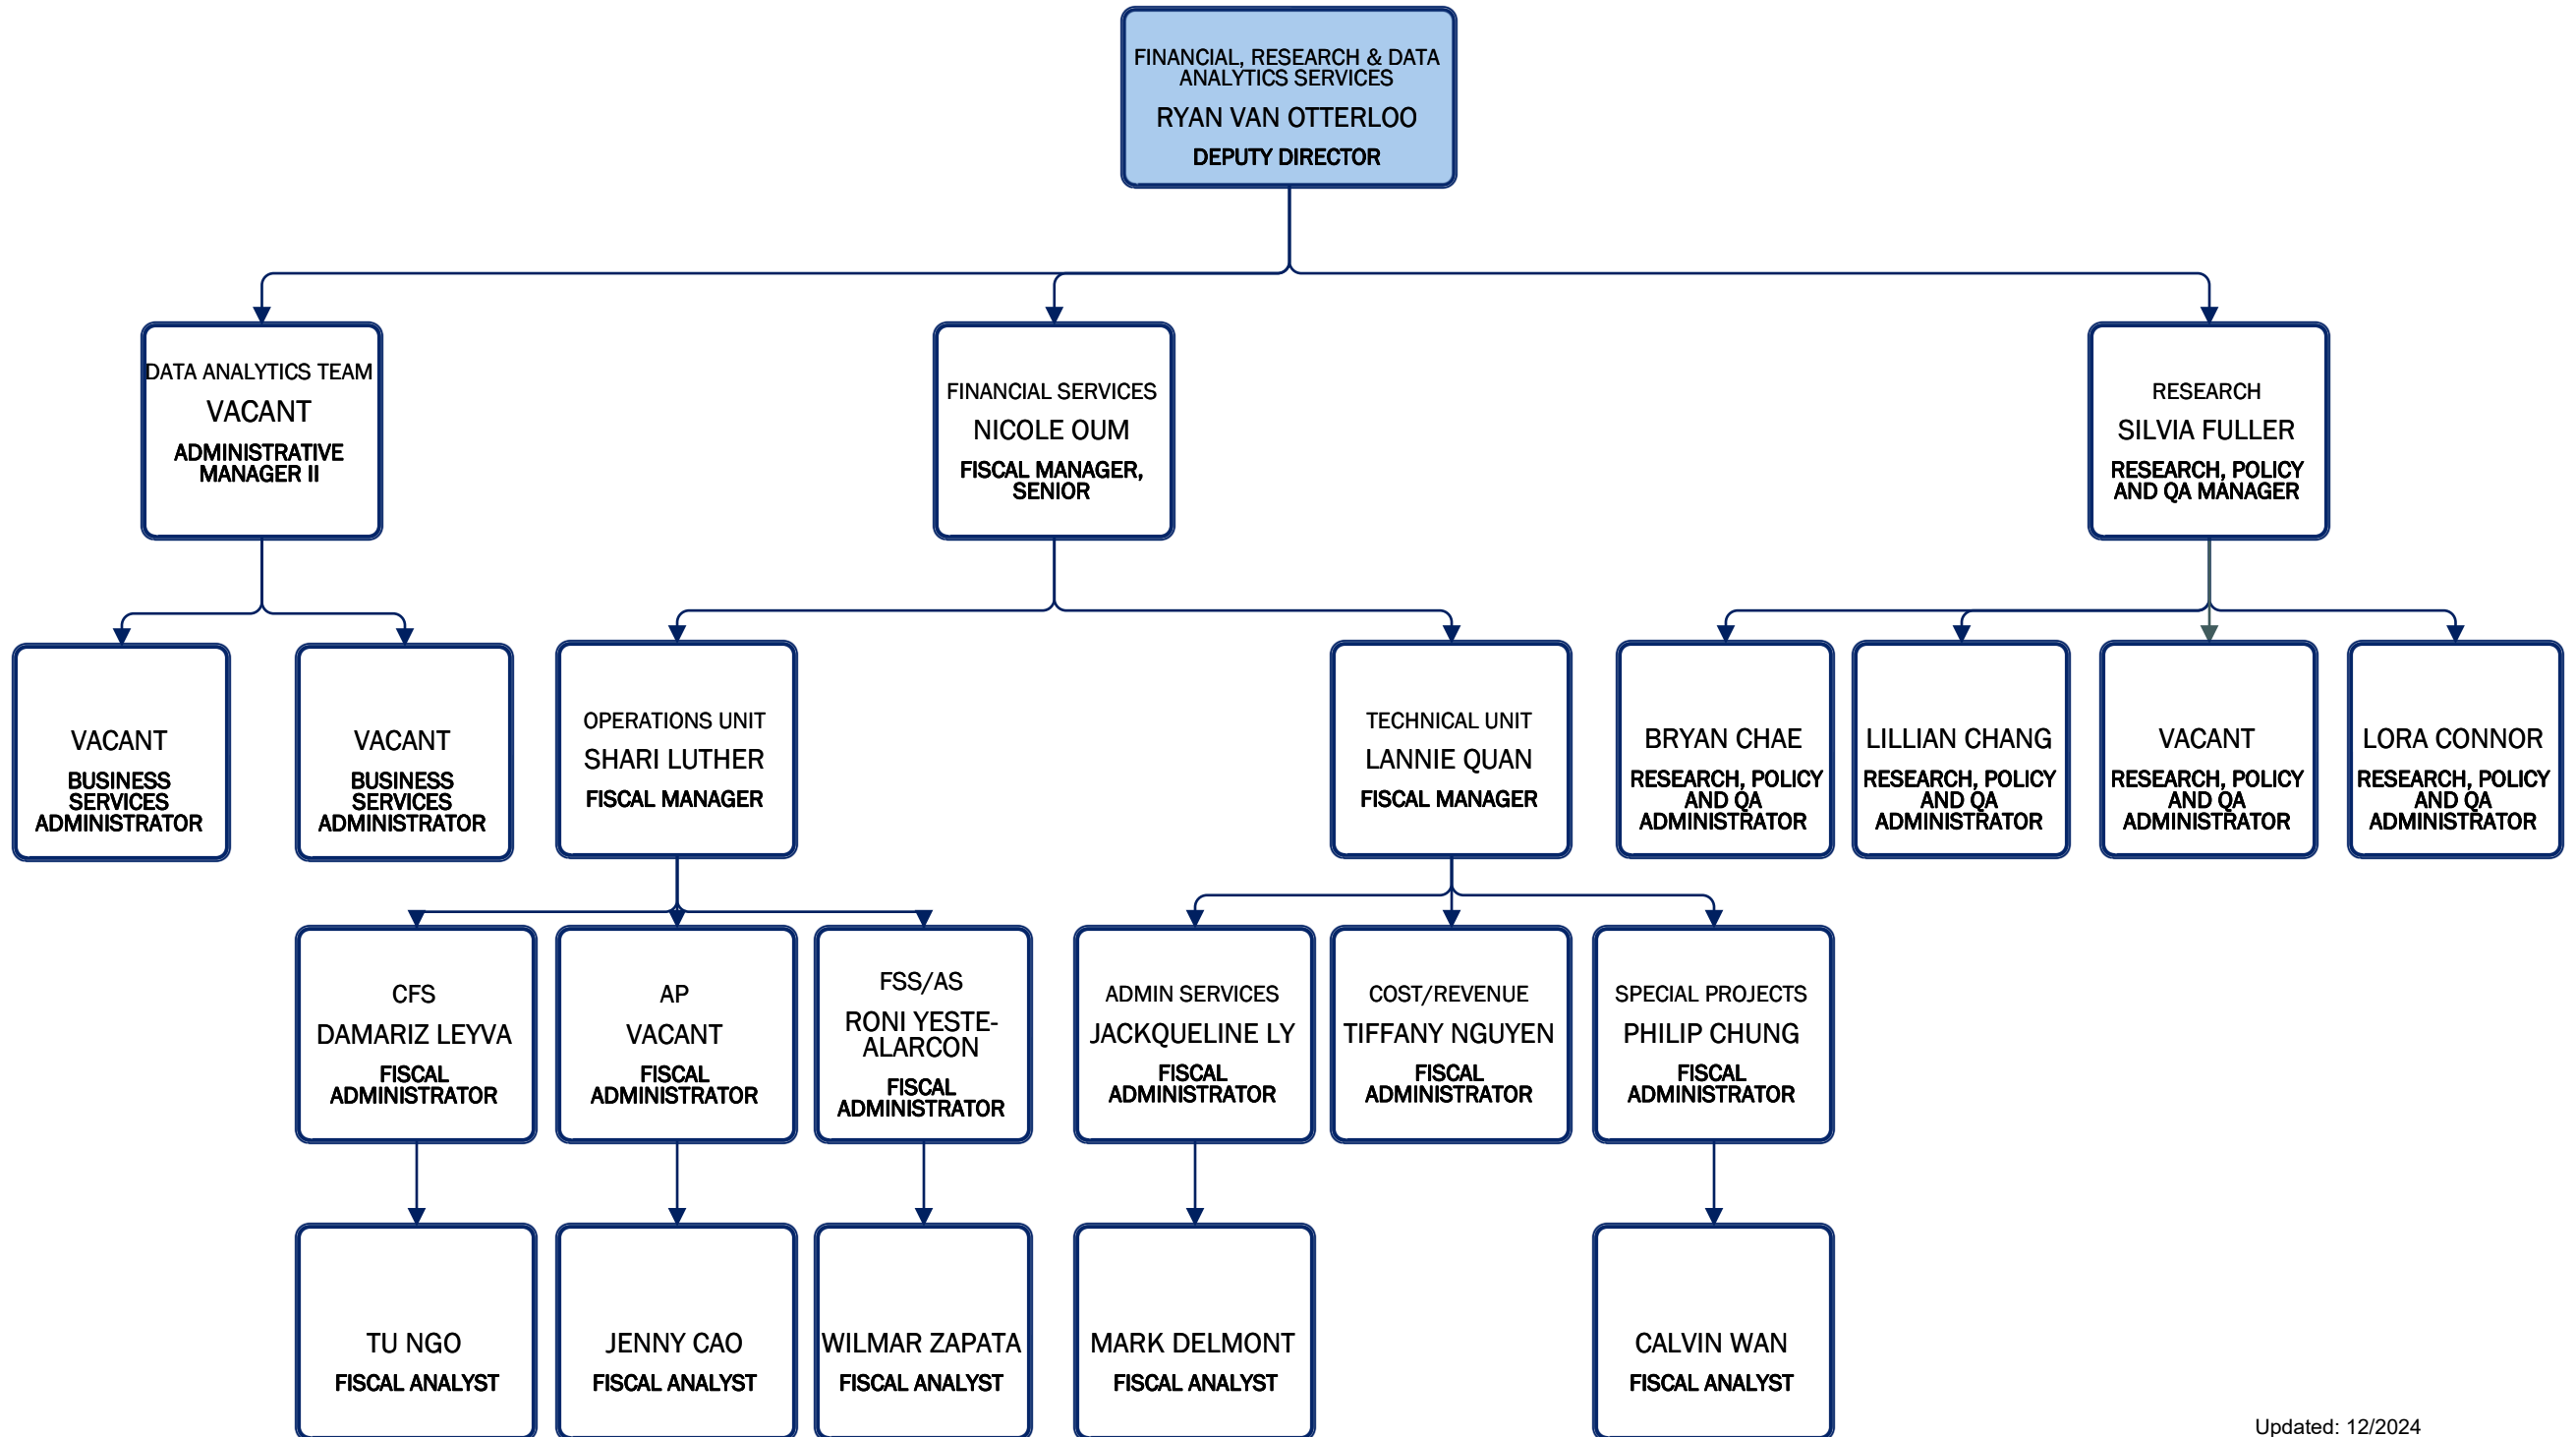 FINANCIAL, RESEARCH & DATA
ANALYTICS SERVICES
RYAN VAN OTTERLOO
DEPUTY DIRECTOR
DATA ANALYTICS TEAM
VACANT
ADMINISTRATIVE
MANAGER II
FINANCIAL SERVICES
NICOLE OUM
FISCAL MANAGER,
SENIOR
RESEARCH
SILVIA FULLER
RESEARCH, POLICY
AND QA MANAGER
VACANT
BUSINESS
SERVICES
ADMINISTRATOR
VACANT
BUSINESS
SERVICES
ADMINISTRATOR
OPERATIONS UNIT
SHARI LUTHER
FISCAL MANAGER
TECHNICAL UNIT
LANNIE QUAN
FISCAL MANAGER
BRYAN CHAE
RESEARCH, POLICY
AND QA
ADMINISTRATOR
LILLIAN CHANG
RESEARCH, POLICY
AND QA
ADMINISTRATOR
VACANT
RESEARCH, POLICY
AND QA
ADMINISTRATOR
LORA CONNOR
RESEARCH, POLICY
AND QA
ADMINISTRATOR
CFS
DAMARIZ LEYVA
FISCAL
ADMINISTRATOR
AP
VACANT
FISCAL
ADMINISTRATOR
FSS/AS
RONI YESTE-
ALARCON
FISCAL
ADMINISTRATOR
ADMIN SERVICES
JACKQUELINE LY
FISCAL
ADMINISTRATOR
COST/REVENUE
TIFFANY NGUYEN
FISCAL
ADMINISTRATOR
SPECIAL PROJECTS
PHILIP CHUNG
FISCAL
ADMINISTRATOR
TU NGO
FISCAL ANALYST
JENNY CAO
FISCAL ANALYST
WILMAR ZAPATA
FISCAL ANALYST
MARK DELMONT
FISCAL ANALYST
CALVIN WAN
FISCAL ANALYST
Updated: 12/2024